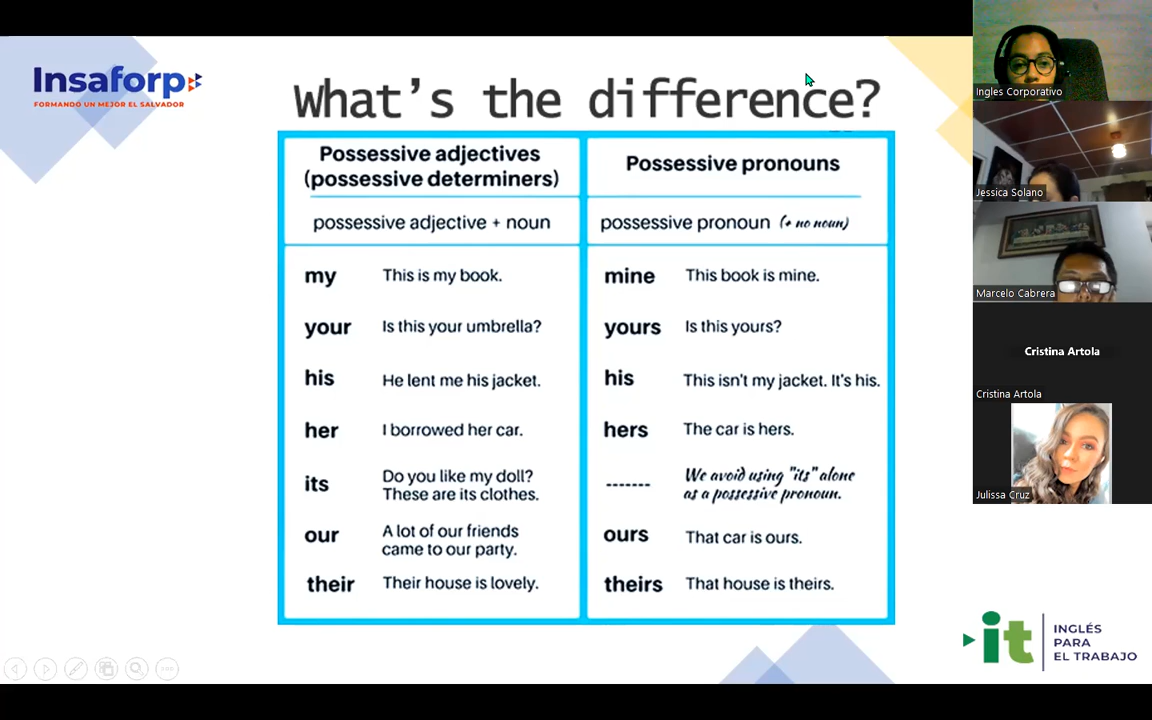 Insaforp
FORMANDO UN MEJOR EL SALVADOR
What's the difference?
Possessive adjectives
(possessive determiners)
Possessive pronouns
possessive adjective + noun
possessive pronoun (+ no noun)
my This is my book.
mine This book is mine.
your Is this your umbrella?
yours Is this yours?
his He lent me his jacket.
his This isn't my jacket. It's his.
her I borrowed her car.
hers The car is hers.
its Do you like my doll?
These are its clothes.
------- We avoid using "its" alone
as a possessive pronoun.
our A lot of our friends
came to our party.
ours That car is ours.
their Their house is lovely.
theirs That house is theirs.
it INGLÉS
PARA
EL TRABAJO
Ingles Corporativo
Jessica Solano
Marcelo Cabrera
Cristina Artola
Cristina Artola
Julissa Cruz